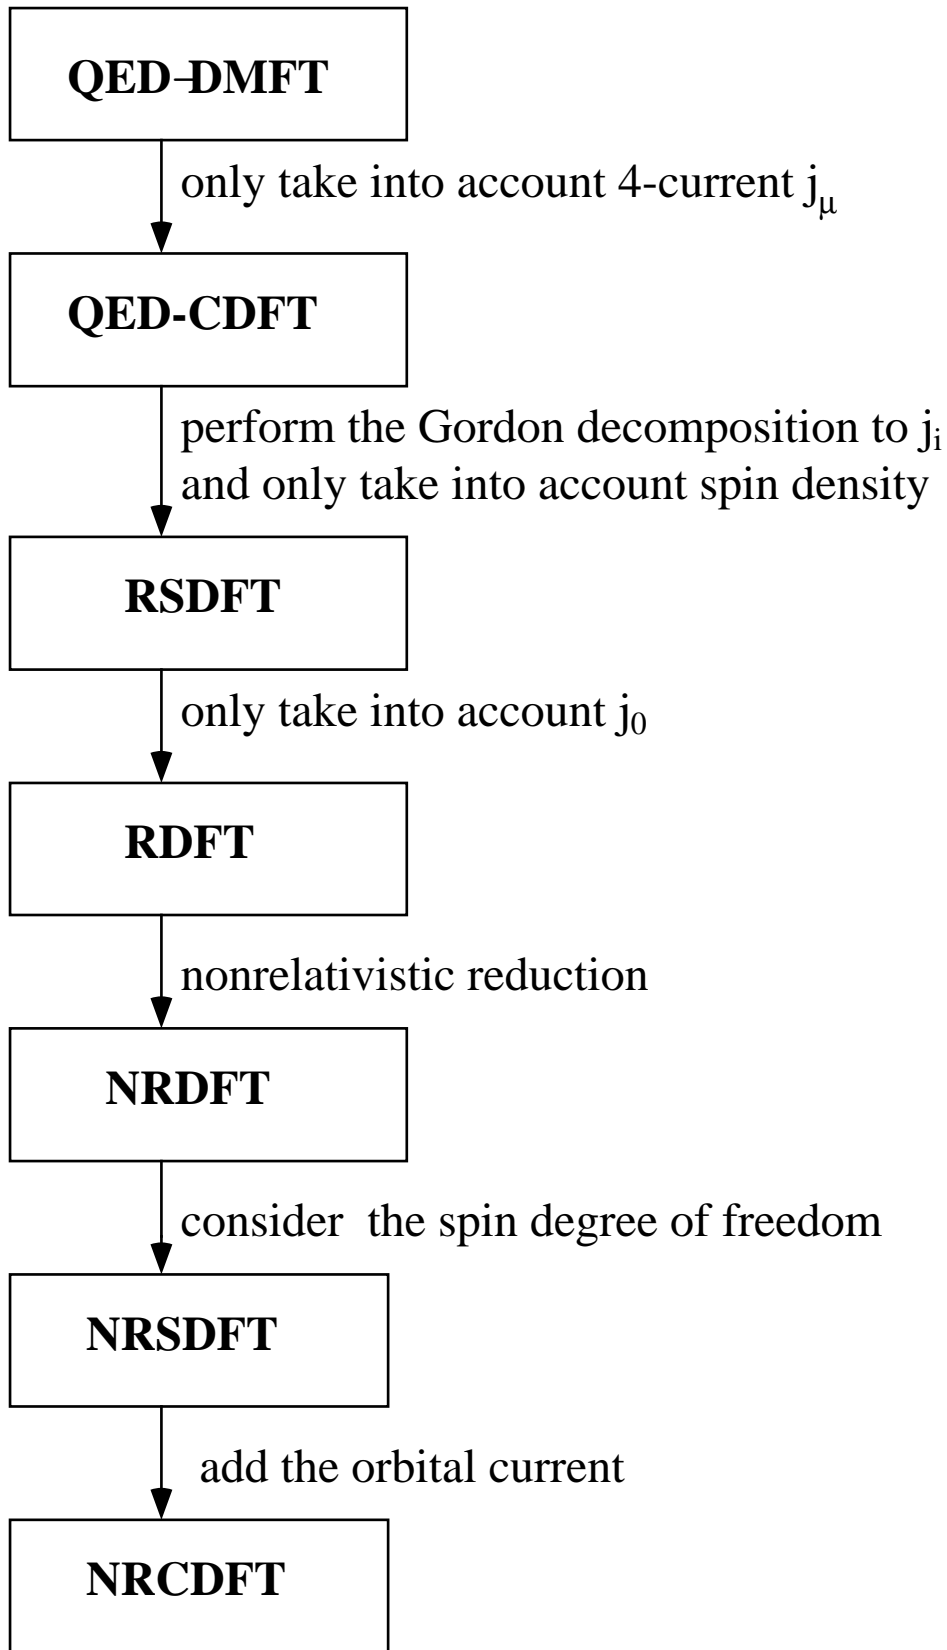 QED-DMFT
only take into account 4-current jμ
QED-CDFT
perform the Gordon decomposition to ji
and only take into account spin density
RSDFT
only take into account j0
RDFT
nonrelativistic reduction
NRDFT
consider the spin degree of freedom
NRSDFT
add the orbital current
NRCDFT